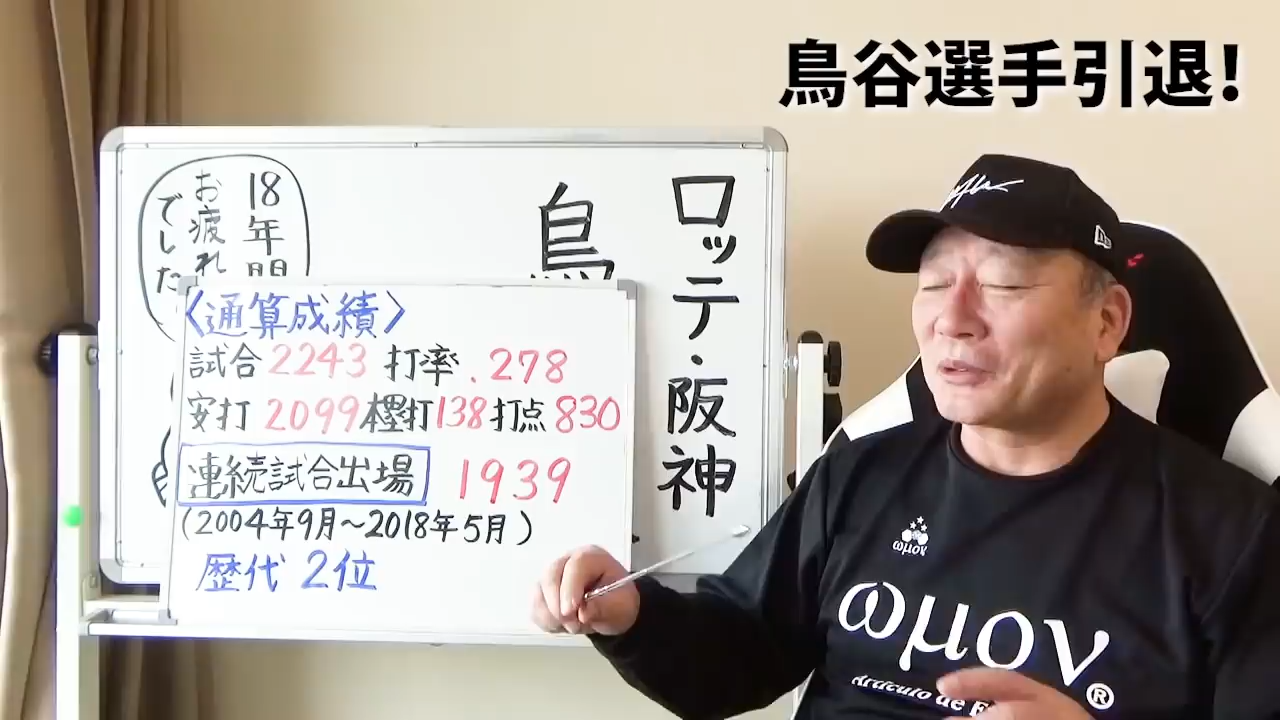 鳥谷選手引退!
ロッテ・阪神
鳥
18年間
お疲れ
でした
〈通算成績〉
試合 2243 打率 .278
安打 2099 本塁打 138 打点 830
連続試合出場 1939
(2004年9月～2018年5月)
歴代 2位
ωμον
ωμον®